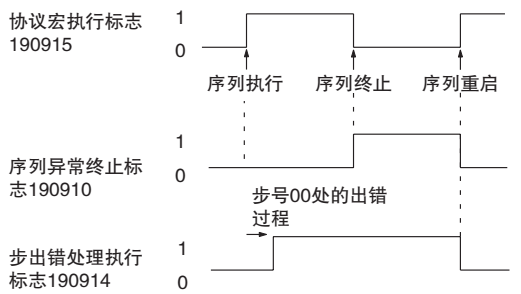 协议宏执行标志
190915
1
0
序列执行
序列终止
序列重启
序列异常终止标
志190910
1
0
步号00处的出错
过程
步出错处理执行
标志190914
1
0